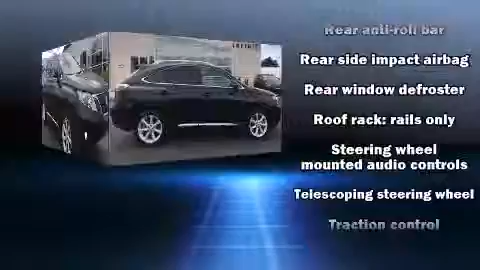 Rear anti-roll bar
Rear side impact airbag
Rear window defroster
Roof rack: rails only
Steering wheel
mounted audio controls
Telescoping steering wheel
Traction control